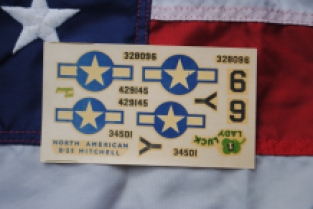 328096
328096
429145
429145
9
6
Y
Y
34501
34501
LUCK
LADY
NORTH AMERICAN
B-25 MITCHELL